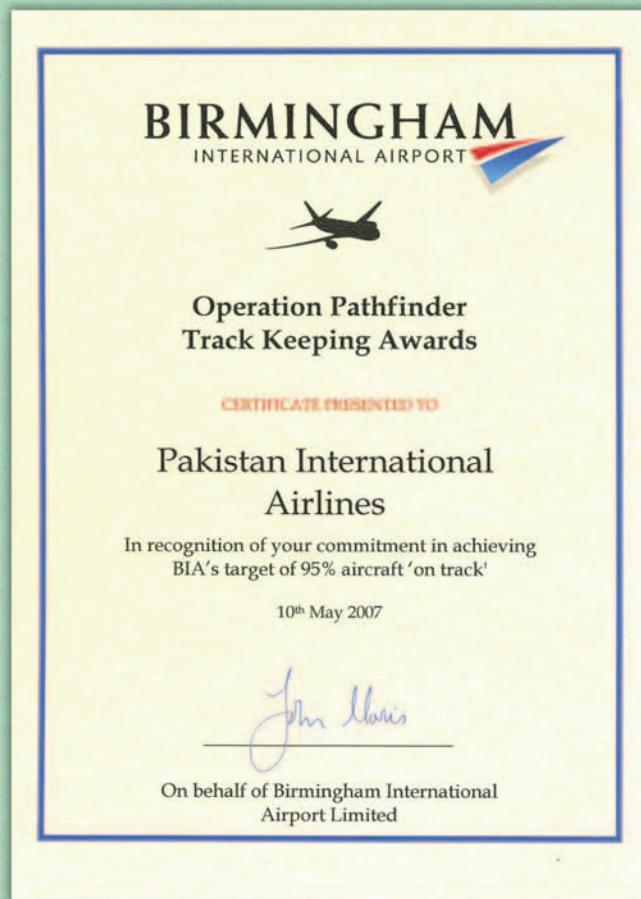 BIRMINGHAM
INTERNATIONAL AIRPORT
Operation Pathfinder
Track Keeping Awards
CERTIFICATE PRESENTED TO
Pakistan International
Airlines
In recognition of your commitment in achieving
BIA's target of 95% aircraft 'on track'
10th May 2007
John
On behalf of Birmingham International
Airport Limited